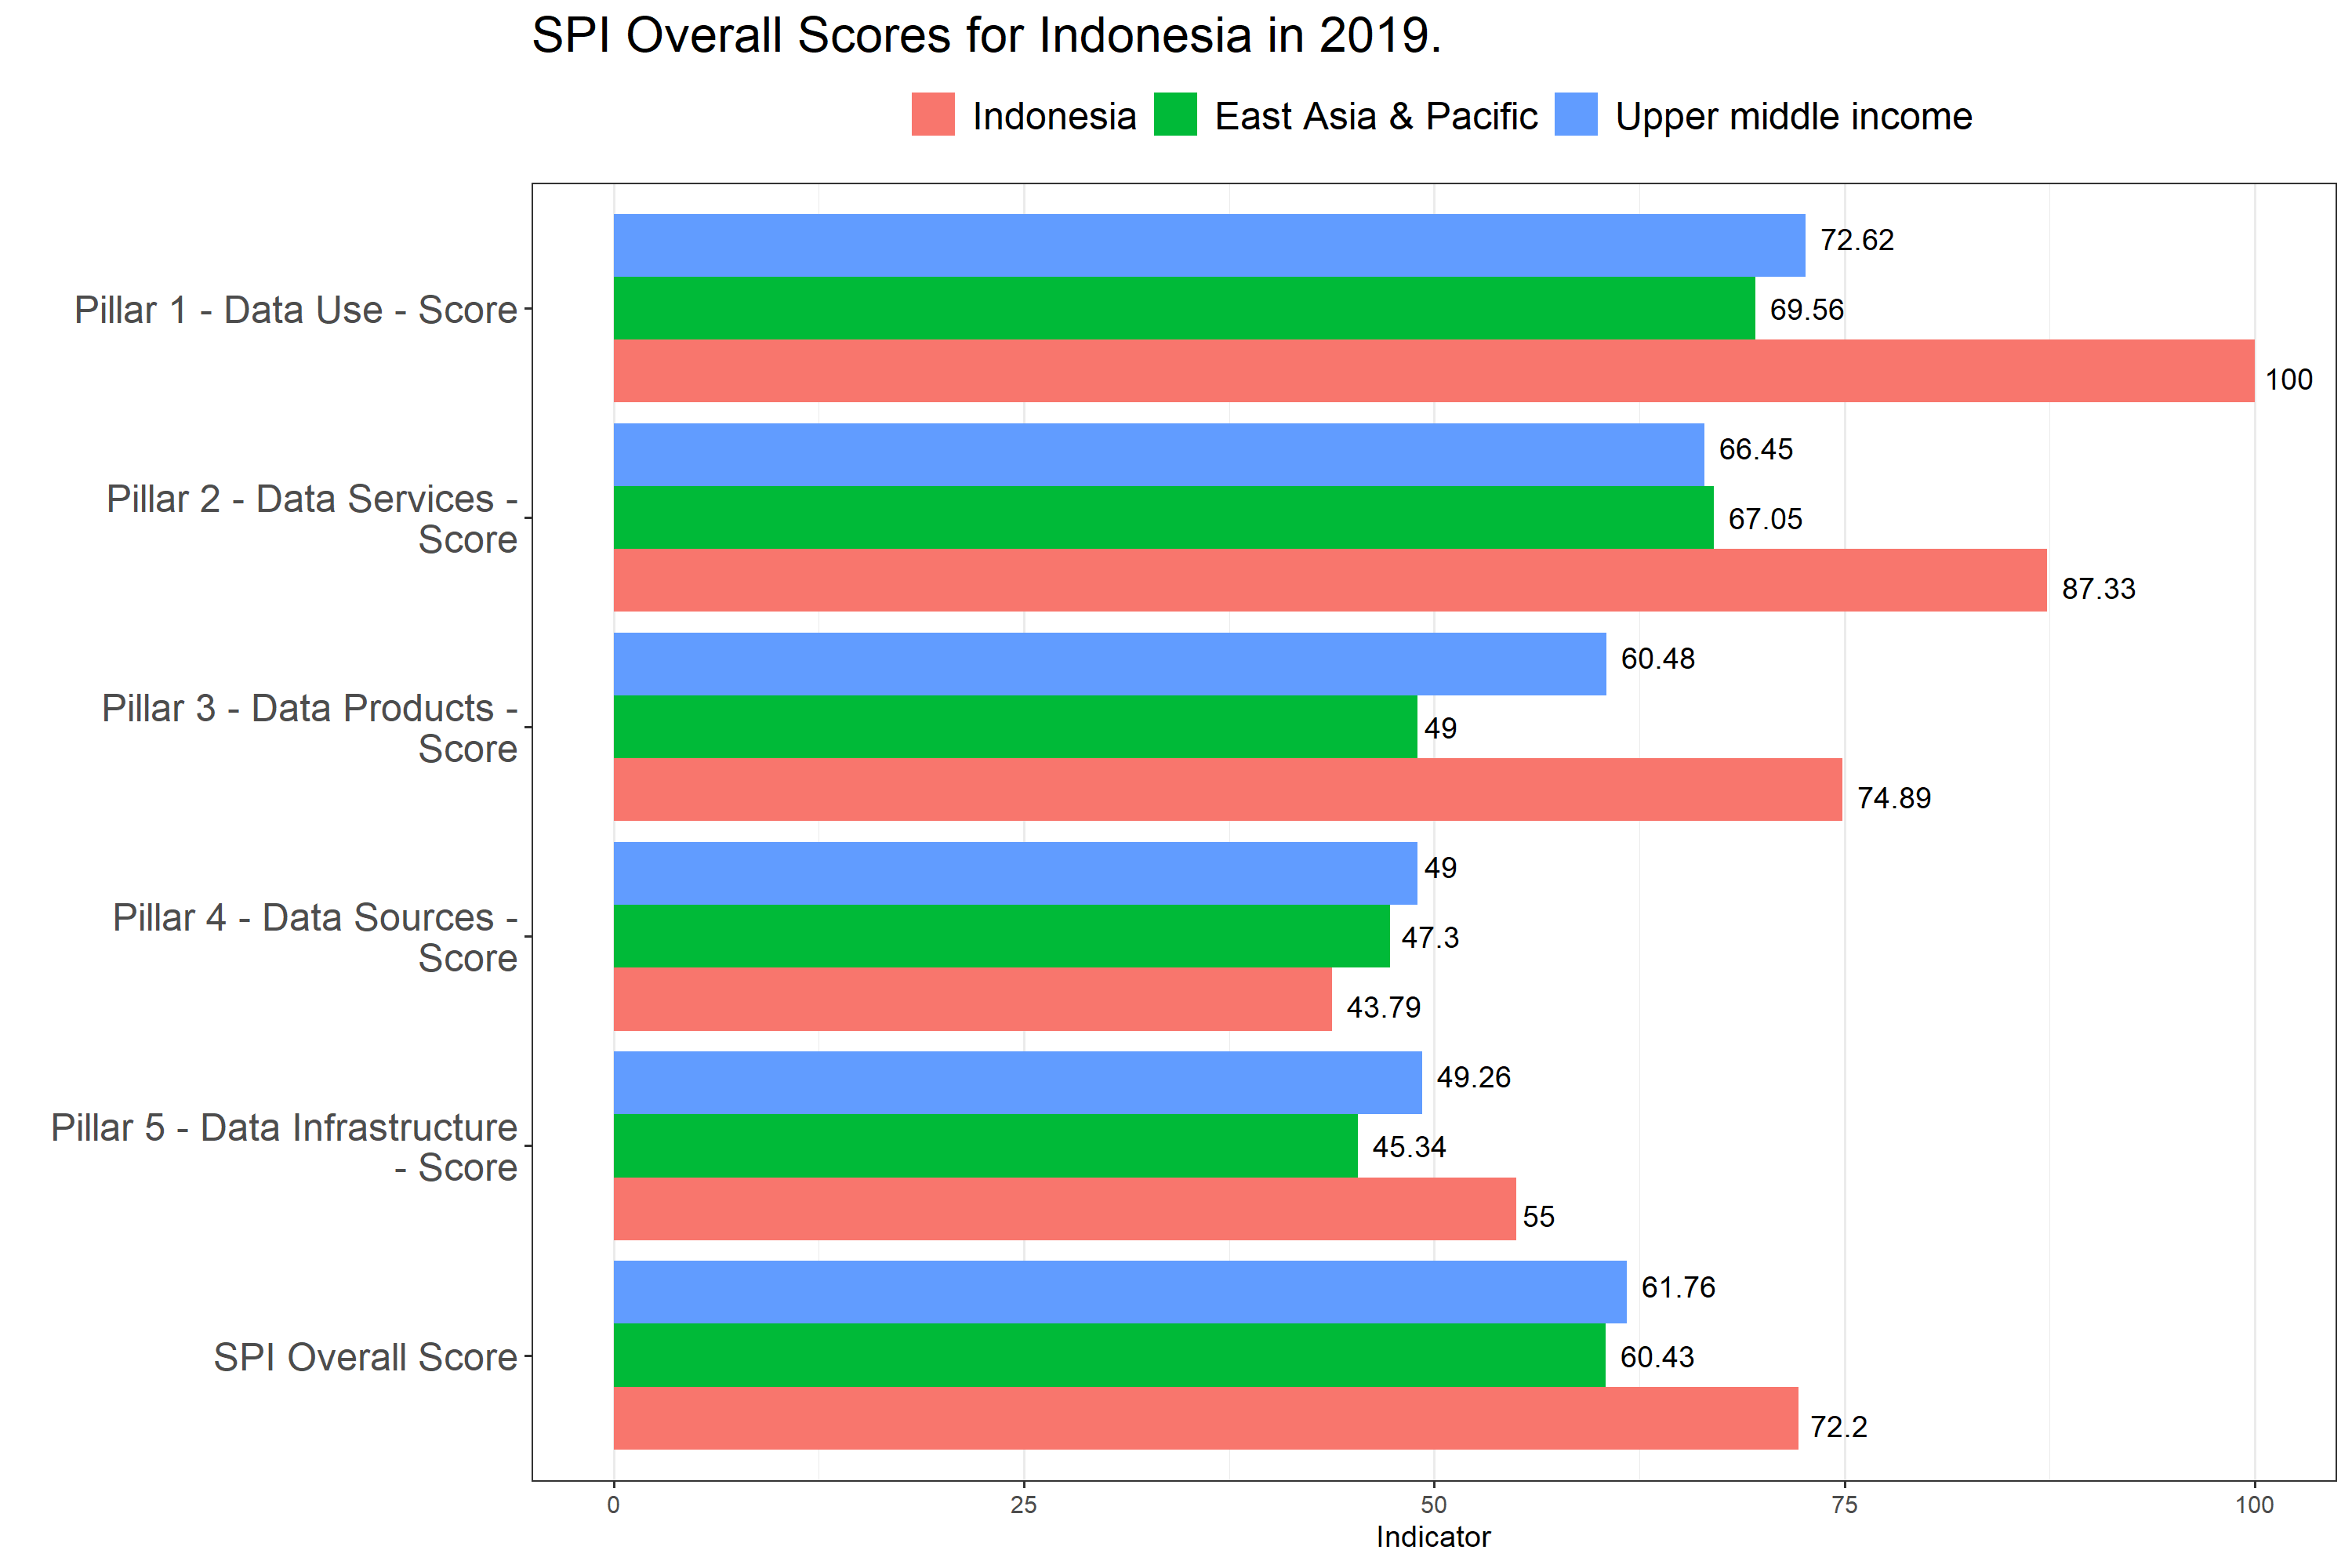 SPI Overall Scores for Indonesia in 2019.
Indonesia East Asia & Pacific Upper middle income
Pillar 1 - Data Use - Score
72.62
69.56
100
Pillar 2 - Data Services -
Score
66.45
67.05
87.33
Pillar 3 - Data Products -
Score
60.48
49
74.89
Pillar 4 - Data Sources -
Score
49
47.3
43.79
Pillar 5 - Data Infrastructure
- Score
49.26
45.34
55
SPI Overall Score
61.76
60.43
72.2
0 25 50 75 100
Indicator